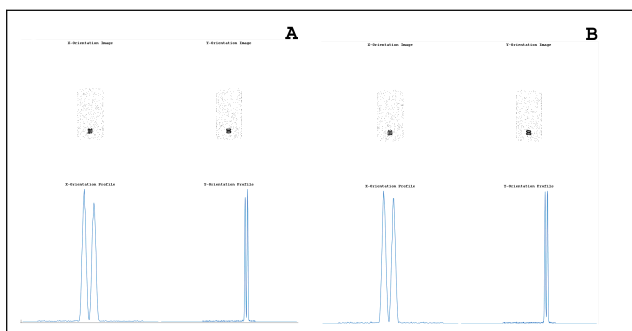 A
X-Orientation Image
Y-Orientation Image
X-Orientation Profile
Y-Orientation Profile
B
X-Orientation Image
Y-Orientation Image
X-Orientation Profile
Y-Orientation Profile